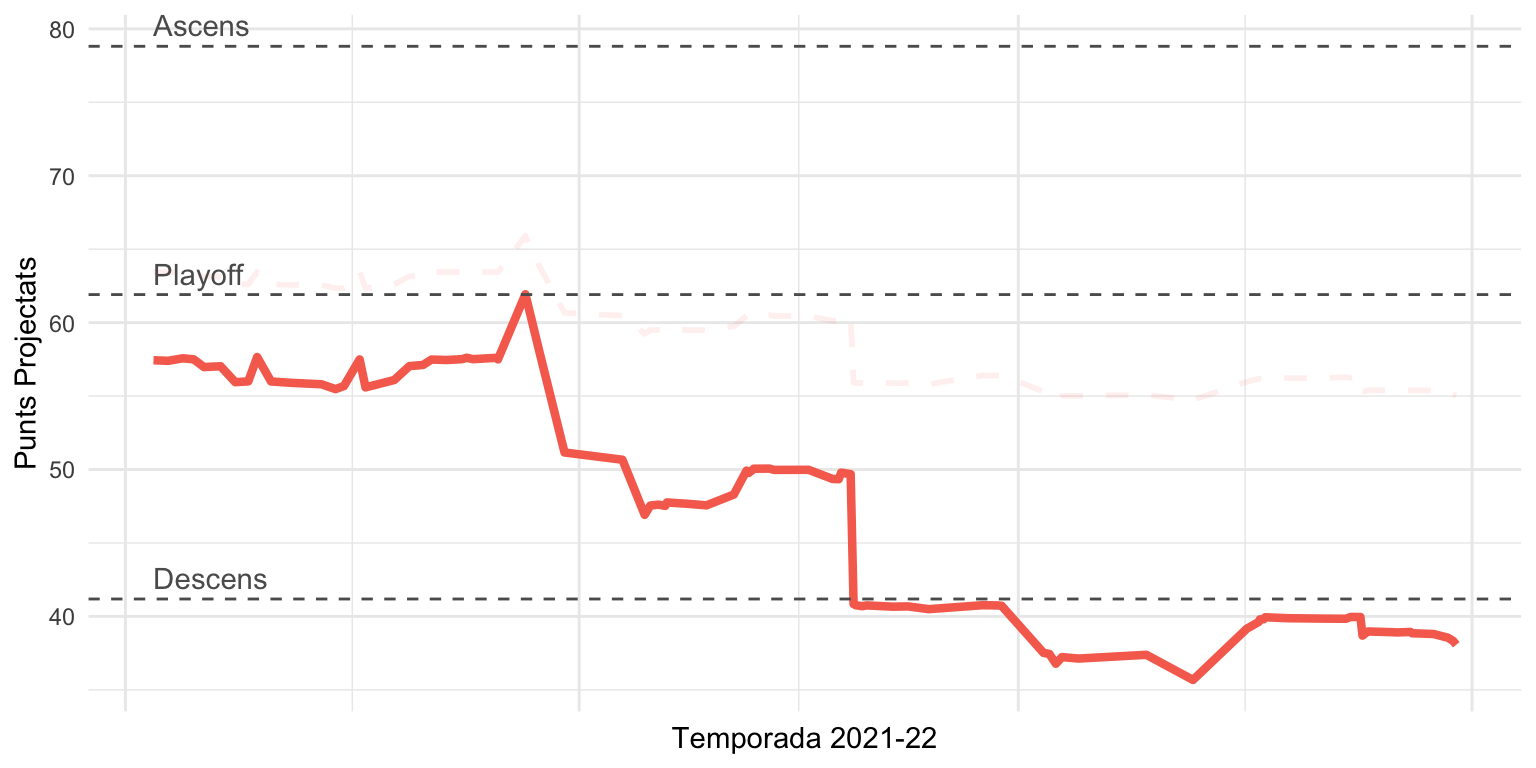 80
Ascens
70
Playoff
60
50
Descens
40
Punts Projectats
Temporada 2021-22